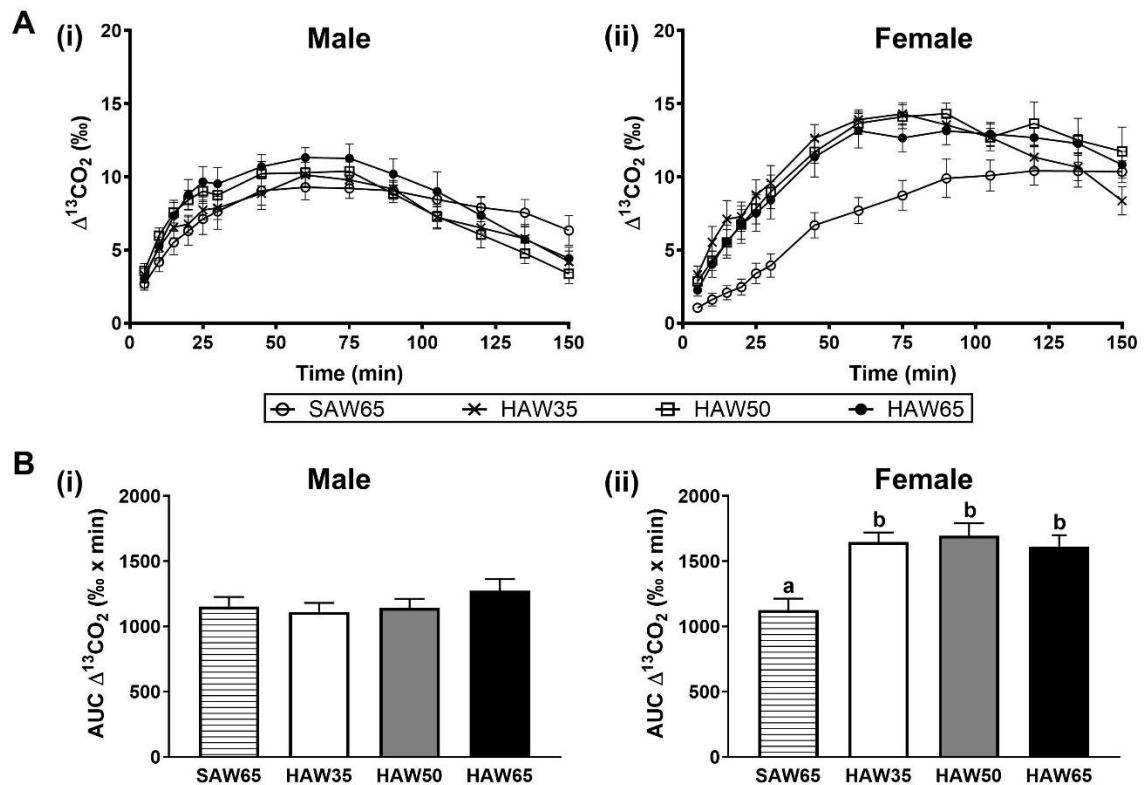 A
(i) Male
(ii) Female
20
15
10
5
0
Δ¹³CO₂ (‰)
0 25 50 75 100 125 150
Time (min)
20
15
10
5
0
Δ¹³CO₂ (‰)
0 25 50 75 100 125 150
Time (min)
SAW65 HAW35 HAW50 HAW65
B
(i) Male
(ii) Female
2000
1500
1000
500
0
AUC Δ¹³CO₂ (‰ x min)
SAW65 HAW35 HAW50 HAW65
2000
1500
1000
500
0
AUC Δ¹³CO₂ (‰ x min)
a b b b
SAW65 HAW35 HAW50 HAW65